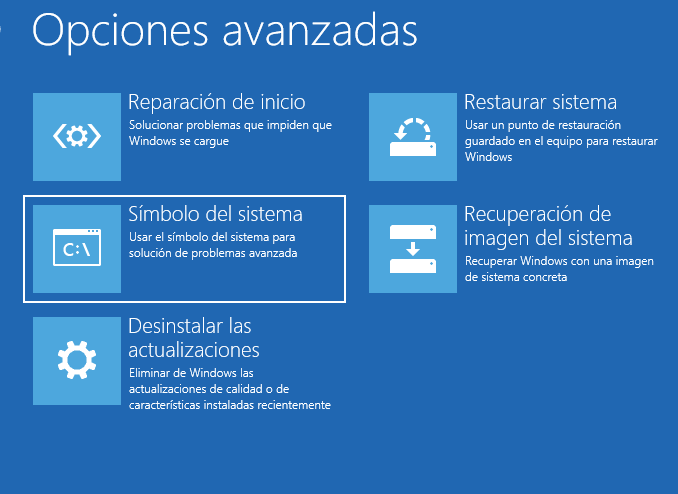 Opciones avanzadas
Reparación de inicio
Solucionar problemas que impiden que
Windows se cargue
Símbolo del sistema
Usar el símbolo del sistema para
solución de problemas avanzada
C:\
Desinstalar las
actualizaciones
Eliminar de Windows las
actualizaciones de calidad o de
características instaladas recientemente
Restaurar sistema
Usar un punto de restauración
guardado en el equipo para restaurar
Windows
Recuperación de
imagen del sistema
Recuperar Windows con una imagen
de sistema concreta